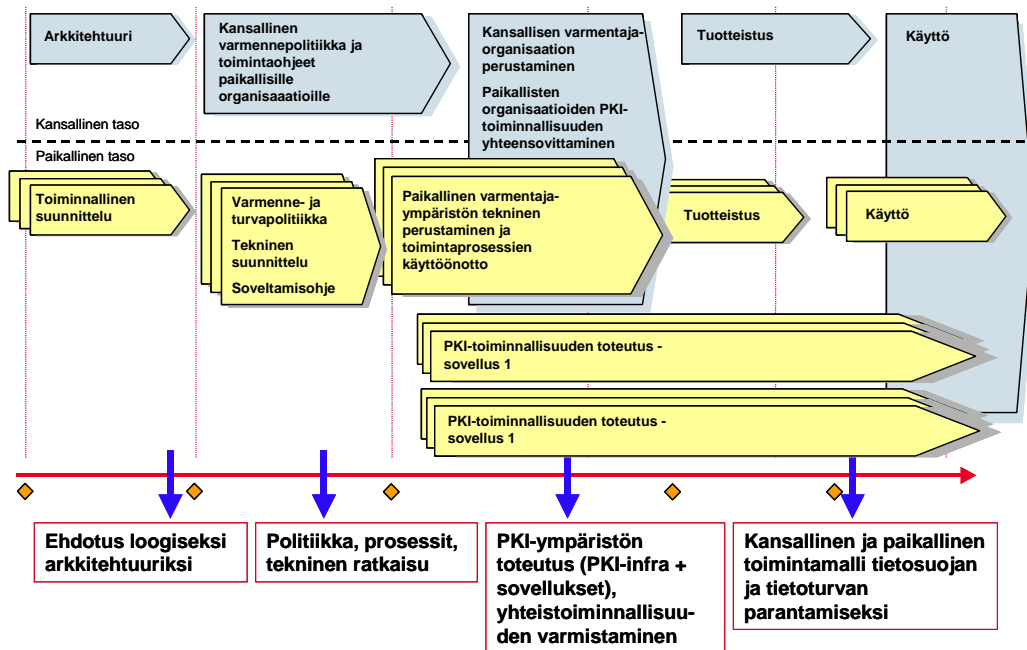 Arkkitehtuuri
Kansallinen
varmennepolitiikka ja
toimintaohjeet
paikallisille
organisaaatioille
Kansallisen varmentaja-
organisaation
perustaminen
Paikallisten
organisaatioiden PKI-
toiminnallisuuden
yhteensovittaminen
Tuotteistus
Käyttö
Kansallinen taso
Paikallinen taso
Toiminnallinen
suunnittelu
Varmenne- ja
turvapolitiikka
Tekninen
suunnittelu
Soveltamisohje
Paikallinen varmentaja-
ympäristön tekninen
perustaminen ja
toimintaprosessien
käyttöönotto
Tuotteistus
Käyttö
PKI-toiminnallisuuden toteutus -
sovellus 1
PKI-toiminnallisuuden toteutus -
sovellus 1
Ehdotus loogiseksi
arkkitehtuuriksi
Politiikka, prosessit,
tekninen ratkaisu
PKI-ympäristön
toteutus (PKI-infra +
sovellukset),
yhteistoiminnallisuu-
den varmistaminen
Kansallinen ja paikallinen
toimintamalli tietosuojan
ja tietoturvan
parantamiseksi